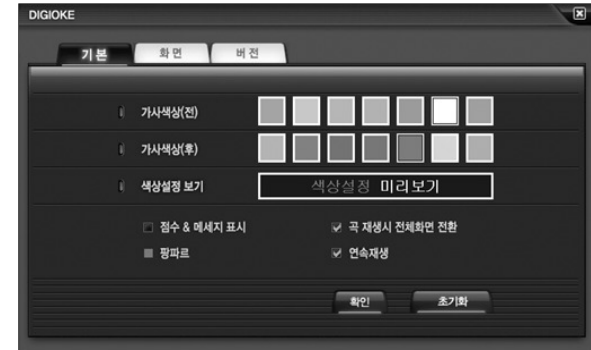 DIGIOKE
기본 화면 버전
가사색상(전)
가사색상(후)
색상설정 보기 색상설정 미리보기
점수 & 메세지 표시 곡 재생시 전체화면 전환
팡파르 연속재생
확인 초기화